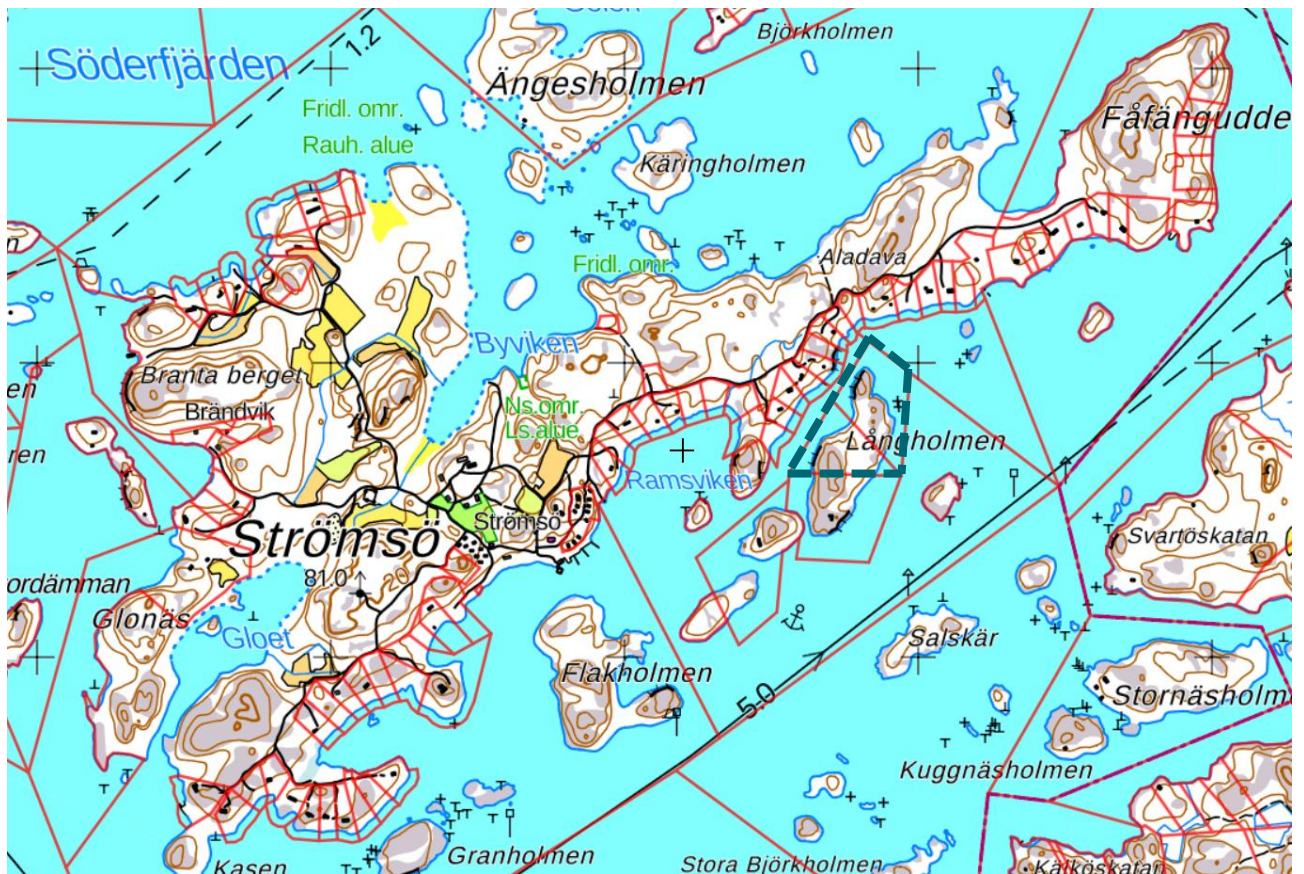 Björkholmen
1.2
Söderfjärden
Ängesholmen
Fridl. omr.
Rauh. alue
Fåfängudde
Käringholmen
Aladava
Fridl. omr.
Byviken
Branta berget
Brändvik
Ns.omr.
Ls.alue
Långholmen
Ramsviken
Strömsö
Strömsö
Svartöskatan
81.0
Glonäs
Gloet
Salskär
Flakholmen
5.0
Stornäsholm
Kuggnäsholmen
Granholmen
Kasen
Stora Björkholmen
Kälköskatar